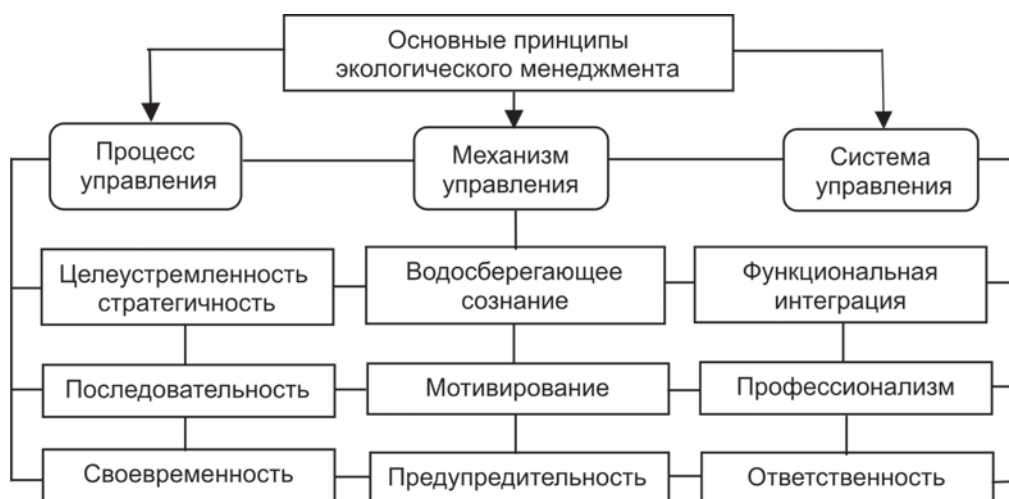 Основные принципы
экологического менеджмента
Процесс
управления
Механизм
управления
Система
управления
Целеустремленность
стратегичность
Водосберегающее
сознание
Функциональная
интеграция
Последовательность
Мотивирование
Профессионализм
Своевременность
Предупредительность
Ответственность